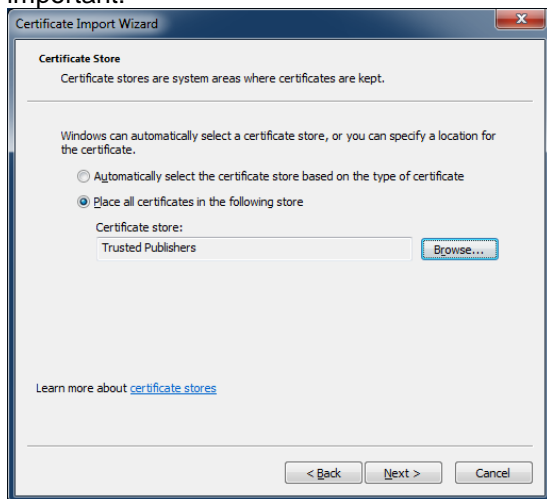 important.
Certificate Import Wizard
Certificate Store
Certificate stores are system areas where certificates are kept.
Windows can automatically select a certificate store, or you can specify a location for
the certificate.
Automatically select the certificate store based on the type of certificate
Place all certificates in the following store
Certificate store:
Trusted Publishers
Browse...
Learn more about certificate stores
< Back
Next >
Cancel